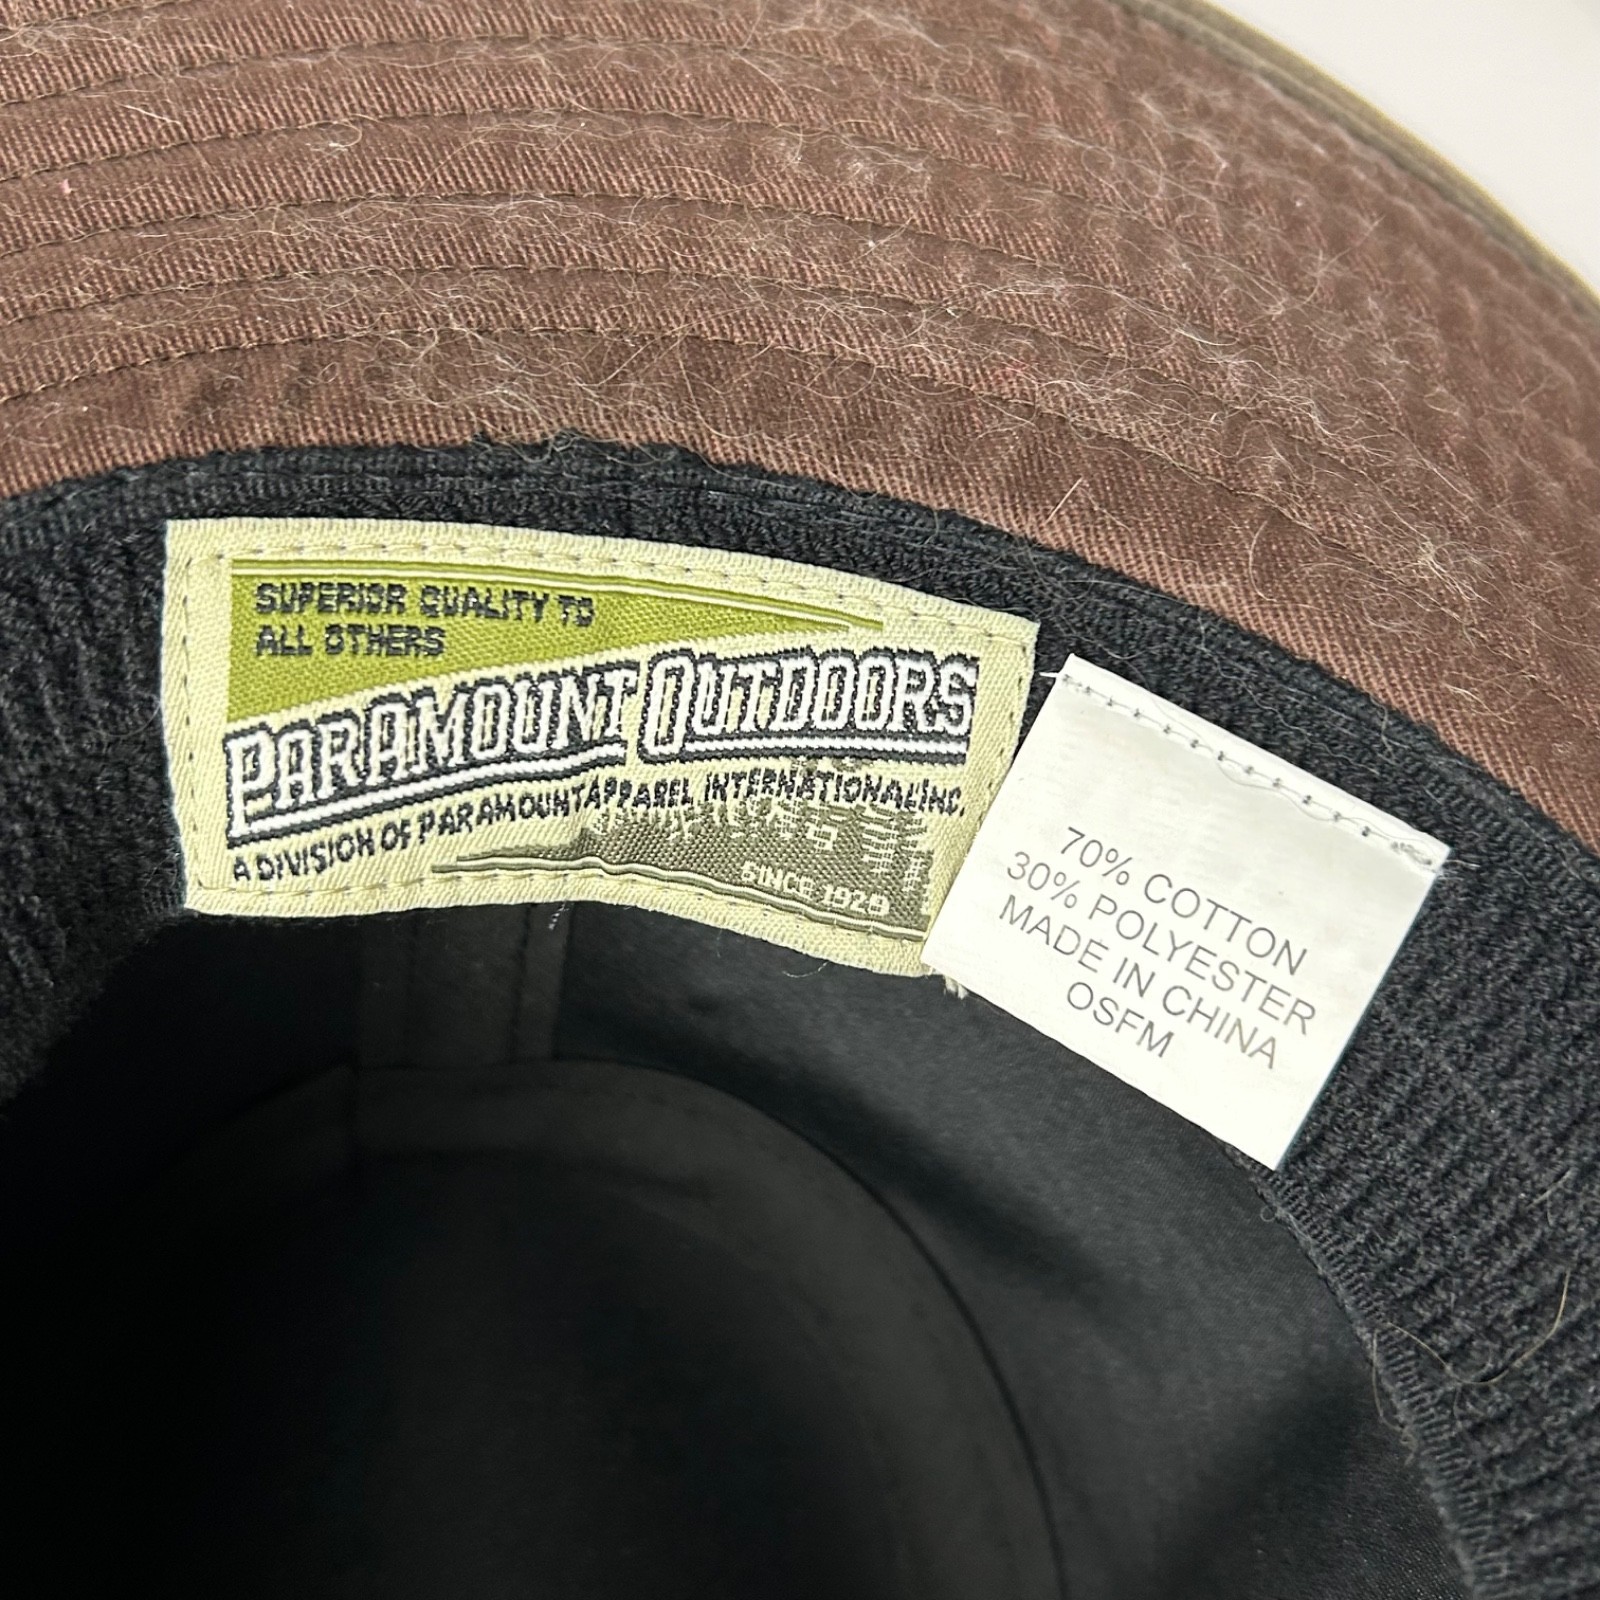 SUPERIOR QUALITY TO
ALL OTHERS
PARAMOUNT OUTDOORS
A DIVISION OF PARAMOUNT APPAREL INTERNATIONAL INC.
SINCE 1929
70% COTTON
30% POLYESTER
MADE IN CHINA
OSFM